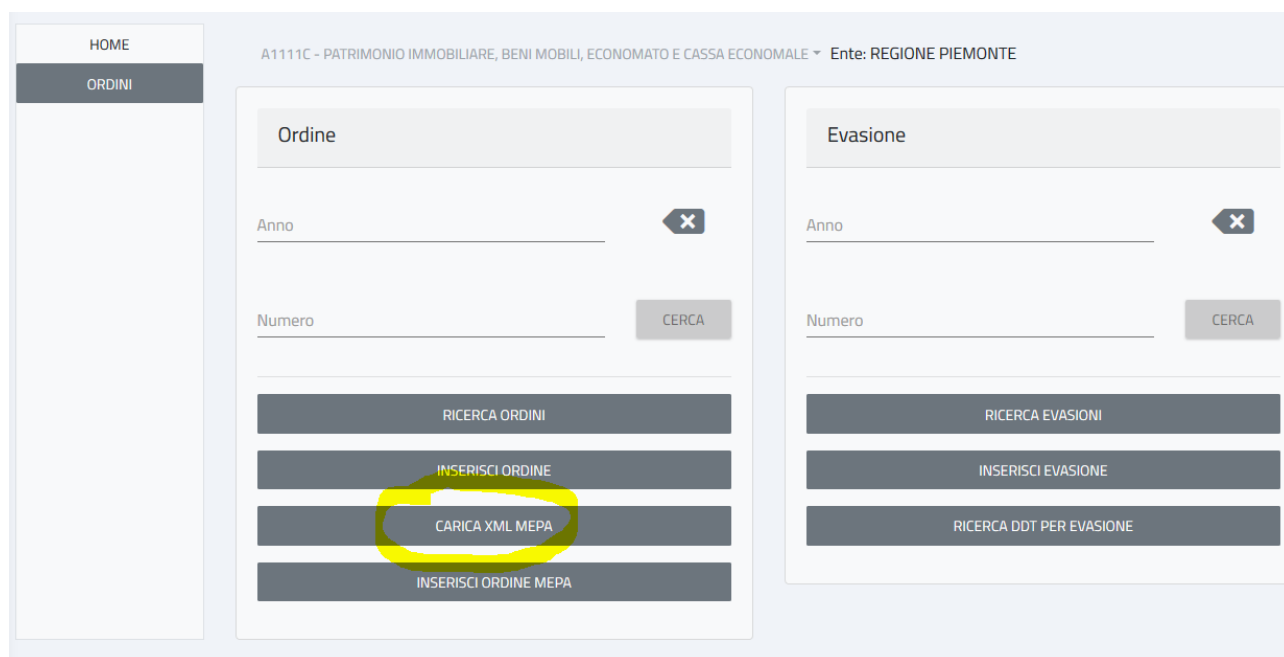 HOME
ORDINI
A1111C - PATRIMONIO IMMOBILIARE, BENI MOBILI, ECONOMATO E CASSA ECONOMALE Ente: REGIONE PIEMONTE
Ordine
Anno
Numero
CERCA
RICERCA ORDINI
INSERISCI ORDINE
CARICA XML MEPA
INSERISCI ORDINE MEPA
Evasione
Anno
Numero
CERCA
RICERCA EVASIONI
INSERISCI EVASIONE
RICERCA DDT PER EVASIONE